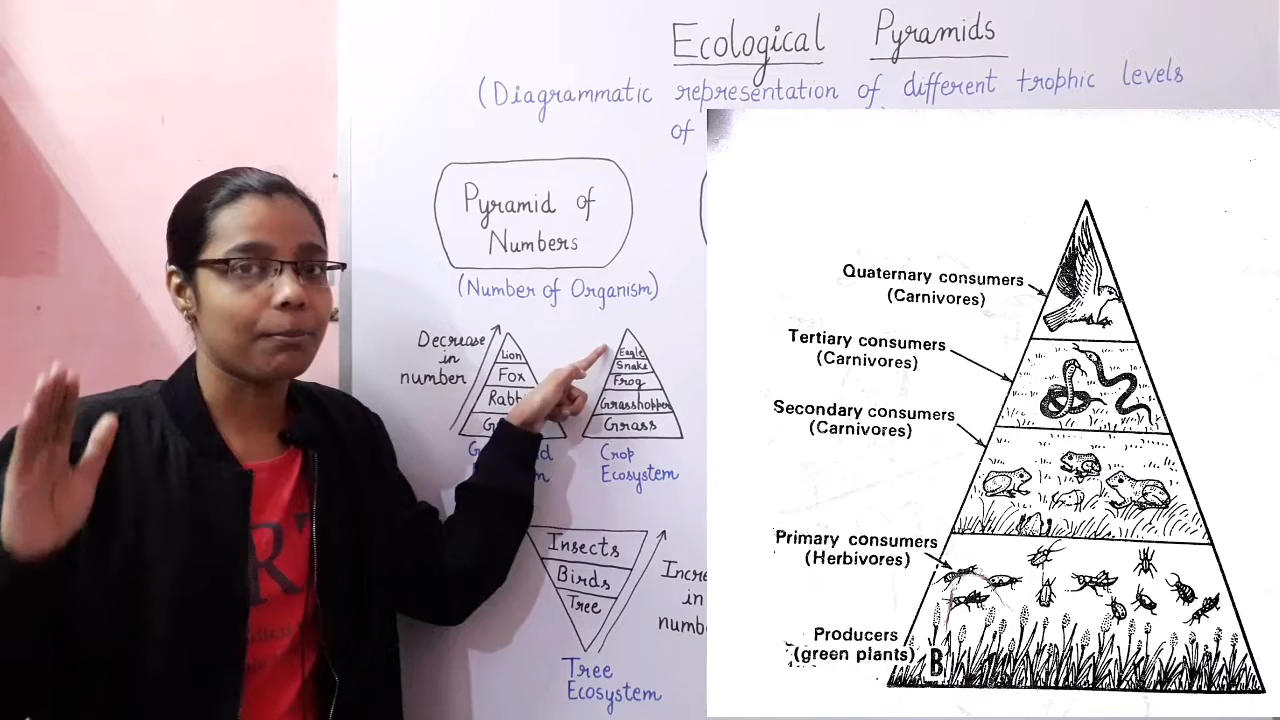 Ecological Pyramids
(Diagrammatic representation of different trophic levels
of
Pyramid of
Numbers
(Number of Organism)
Decrease
in
number
Lion
Fox
Eagle
Snake
Frog
Grasshopper
Grass
Crop
Ecosystem
Insects
Birds
Tree
in
Tree
Ecosystem
Quaternary consumers
(Carnivores)
Tertiary consumers
(Carnivores)
Secondary consumers
(Carnivores)
Primary consumers
(Herbivores)
Producers
(green plants)
B